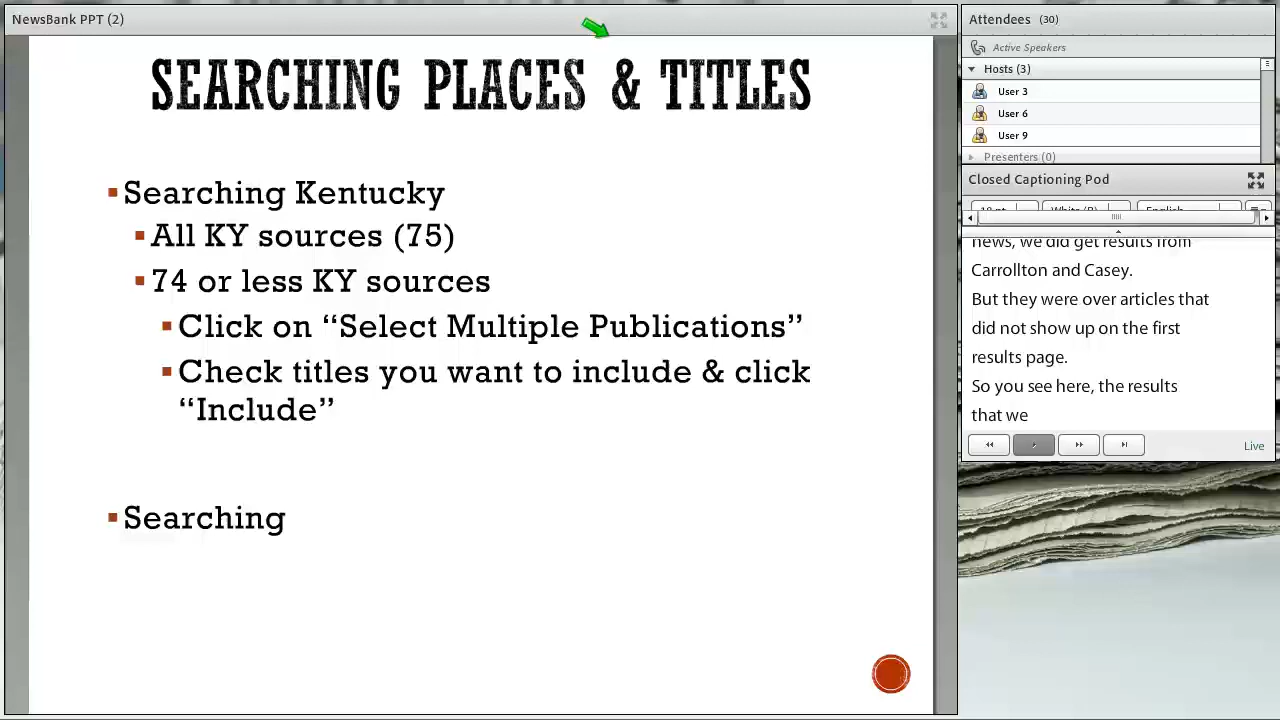 NewsBank PPT (2)
SEARCHING PLACES & TITLES
▪Searching Kentucky
▪All KY sources (75)
▪74 or less KY sources
▪Click on “Select Multiple Publications”
▪Check titles you want to include & click
“Include”
▪Searching
Attendees (30)
Active Speakers
Hosts (3)
User 3
User 6
User 9
Presenters (0)
Closed Captioning Pod
English
news, we did get results from
Carrollton and Casey.
But they were over articles that
did not show up on the first
results page.
So you see here, the results
that we
Live